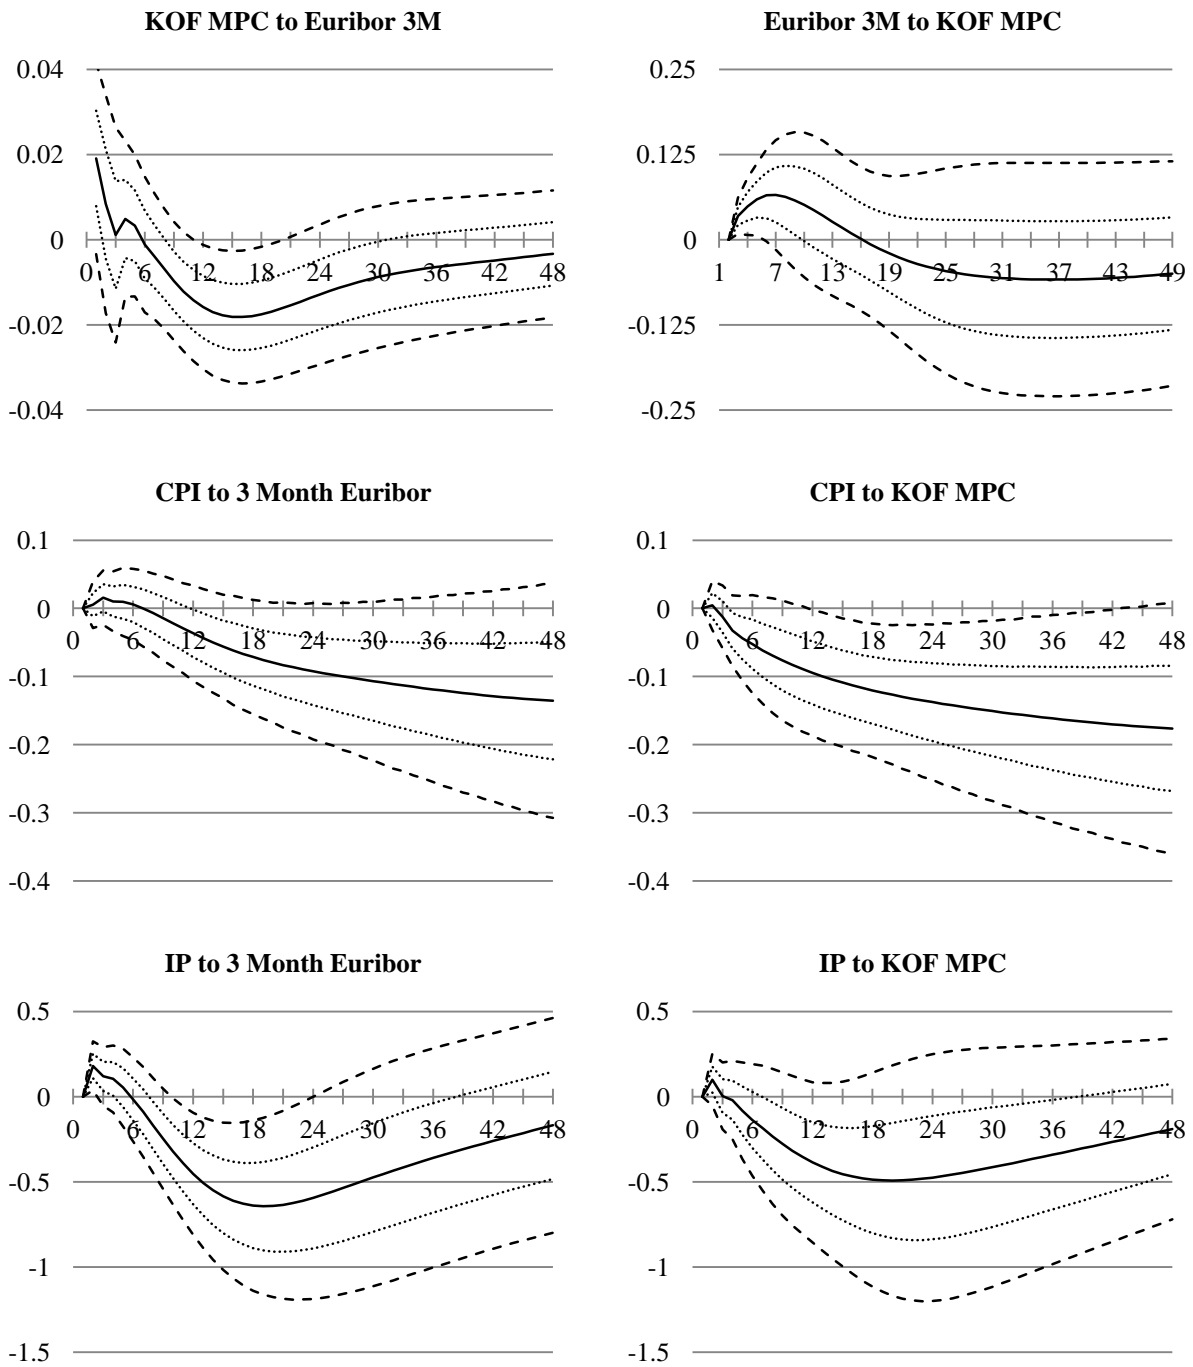 KOF MPC to Euribor 3M
0.04
0.02
0
-0.02
-0.04
0 6 12 18 24 30 36 42 48
Euribor 3M to KOF MPC
0.25
0.125
0
-0.125
-0.25
1 7 13 19 25 31 37 43 49
CPI to 3 Month Euribor
0.1
0
-0.1
-0.2
-0.3
-0.4
0 6 12 18 24 30 36 42 48
CPI to KOF MPC
0.1
0
-0.1
-0.2
-0.3
-0.4
0 6 12 18 24 30 36 42 48
IP to 3 Month Euribor
0.5
0
-0.5
-1
-1.5
0 6 12 18 24 30 36 42 48
IP to KOF MPC
0.5
0
-0.5
-1
-1.5
0 6 12 18 24 30 36 42 48